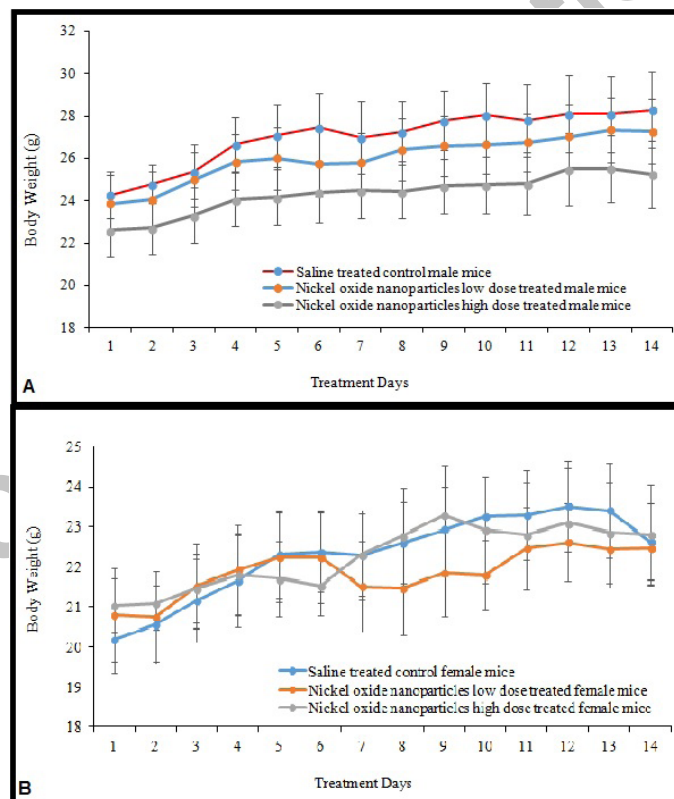 32
30
28
26
24
22
20
18
Body Weight (g)
Saline treated control male mice
Nickel oxide nanoparticles low dose treated male mice
Nickel oxide nanoparticles high dose treated male mice
1 2 3 4 5 6 7 8 9 10 11 12 13 14
Treatment Days
A
25
24
23
22
21
20
19
18
Body Weight (g)
Saline treated control female mice
Nickel oxide nanoparticles low dose treated female mice
Nickel oxide nanoparticles high dose treated female mice
1 2 3 4 5 6 7 8 9 10 11 12 13 14
Treatment Days
B